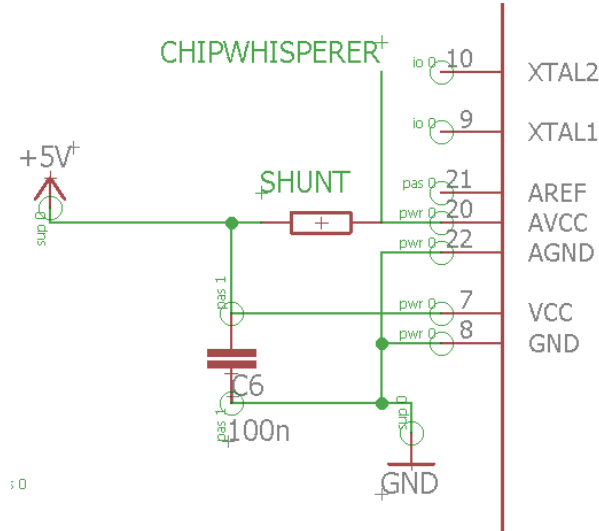 CHIPWHISPERER
io 0 10 XTAL2
io 0 9 XTAL1
+5V
SHUNT
pas 0 21 AREF
pwr 0 20 AVCC
sup 0
pwr 0 22 AGND
pas 1
pwr 0 7 VCC
pwr 0 8 GND
C6
pas 1
100n
sup 0
s 0
GND